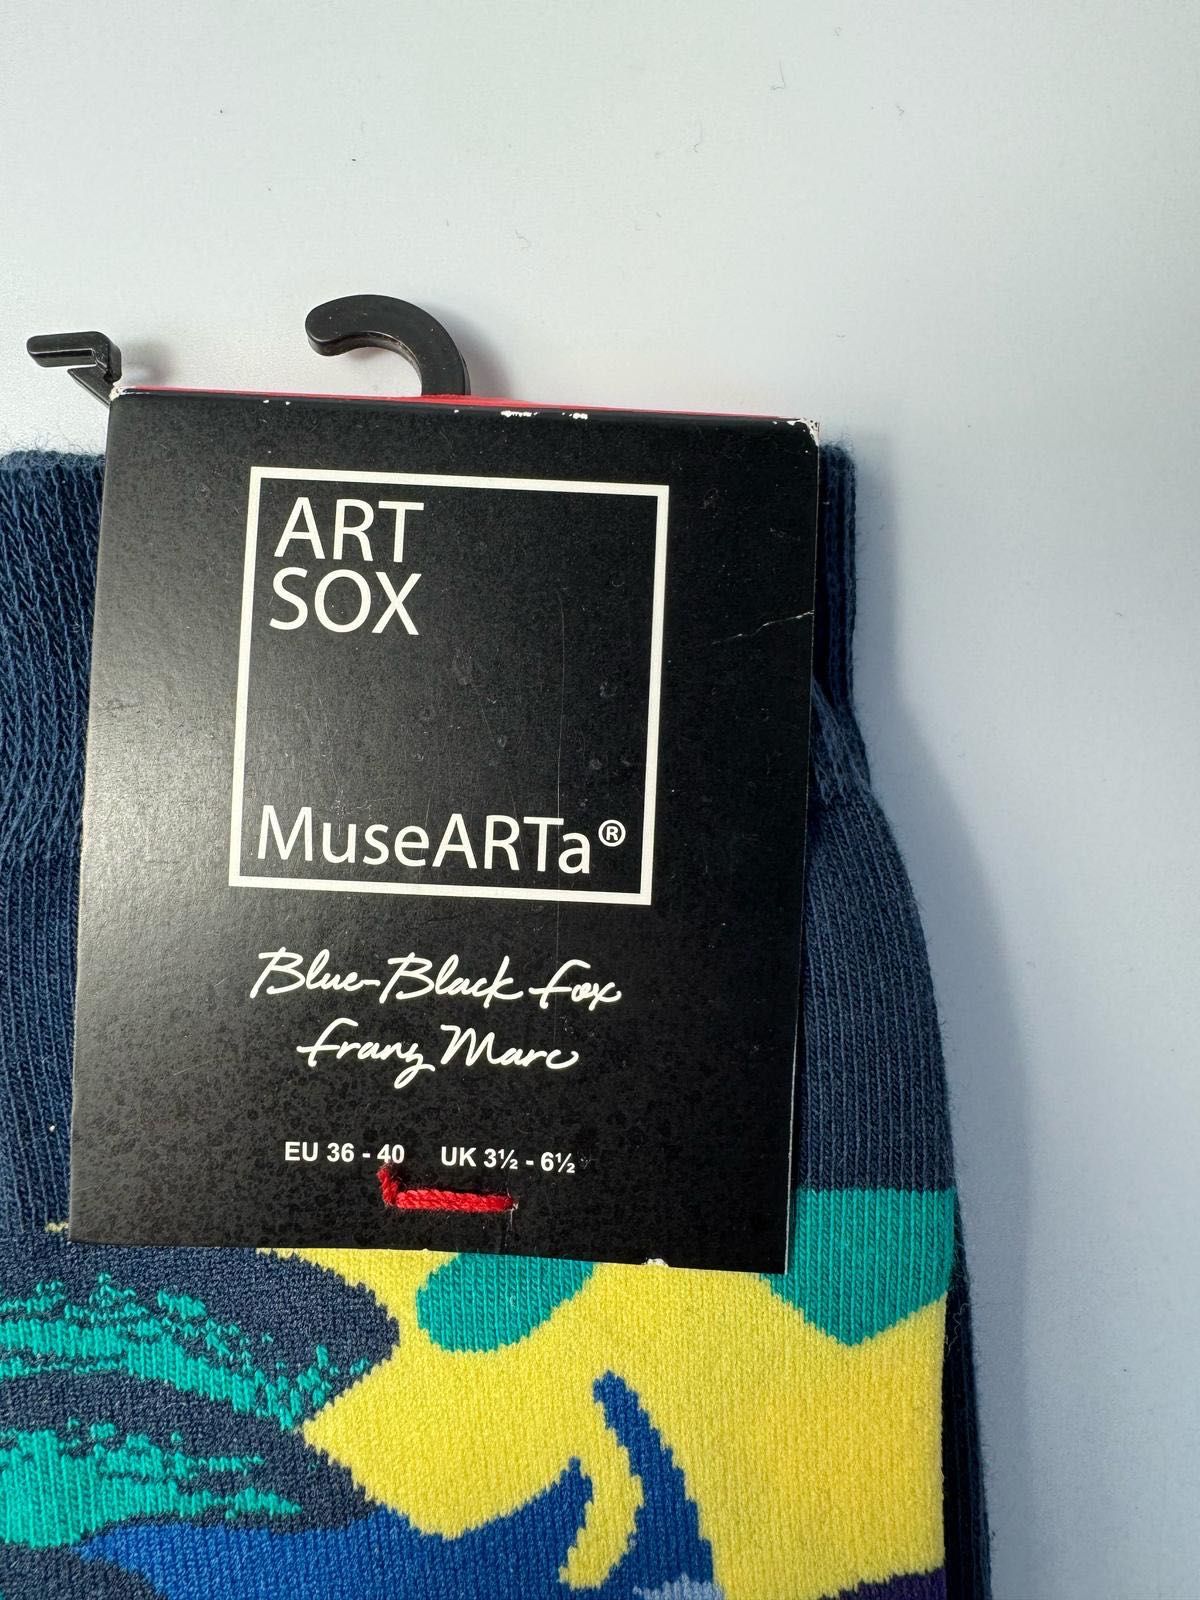 ART
SOX
MuseARTa®
Blue-Black Fox
Franz Marc
EU 36 - 40 UK 3½ - 6½